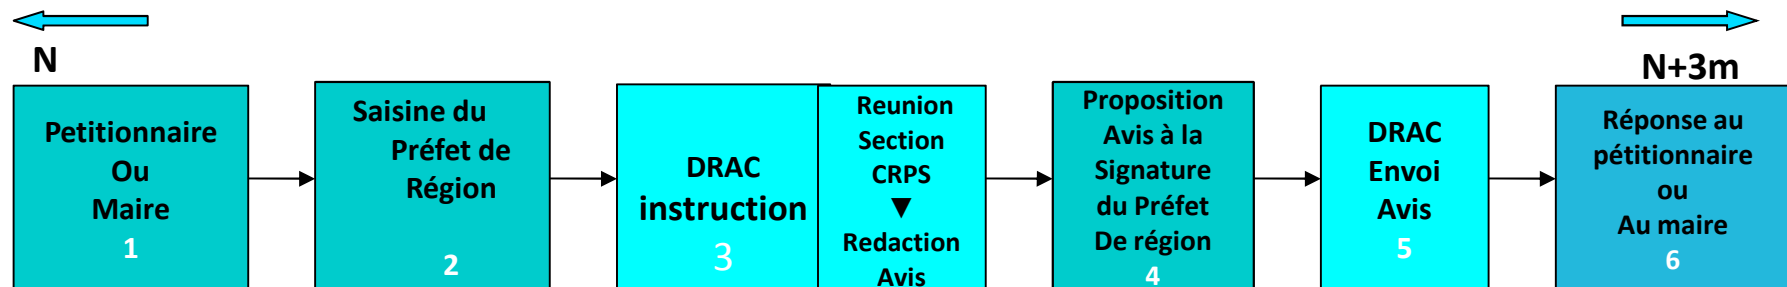 N
N+3m
Petitionnaire
Ou
Maire
1
Saisine du
Préfet de
Région
2
DRAC
instruction
3
Reunion
Section
CRPS
▼
Redaction
Avis
Proposition
Avis à la
Signature
du Préfet
De région
4
DRAC
Envoi
Avis
5
Réponse au
pétitionnaire
ou
Au maire
6